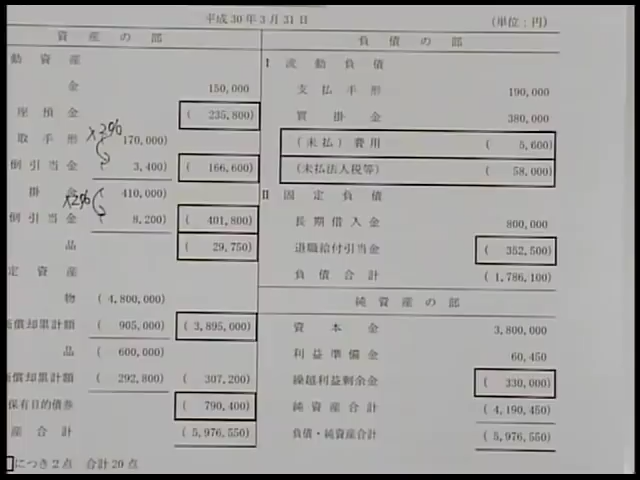 平成30年3月31日 (単位:円)
資産の部
動資産
金 150,000
座預金 ( 235,800)
取手形 ×2% 170,000)
倒引当金 ( 3,400) ( 166,600)
掛金 ×2% 410,000)
倒引当金 ( 8,200) ( 401,800)
品 ( 29,750)
定資産
物 ( 4,800,000)
価償却累計額 ( 905,000) ( 3,895,000)
品 ( 600,000)
価償却累計額 ( 292,800) ( 307,200)
保有目的債券 ( 790,400)
産合計 ( 5,976,550)
負債の部
Ⅰ 流動負債
支払手形 190,000
買掛金 380,000
(未払)費用 ( 5,600)
(未払法人税等) ( 58,000)
Ⅱ 固定負債
長期借入金 800,000
退職給付引当金 ( 352,500)
負債合計 ( 1,786,100)
純資産の部
資本金 3,800,000
利益準備金 60,450
繰越利益剰余金 ( 330,000)
純資産合計 ( 4,190,450)
負債・純資産合計 ( 5,976,550)
につき2点 合計20点